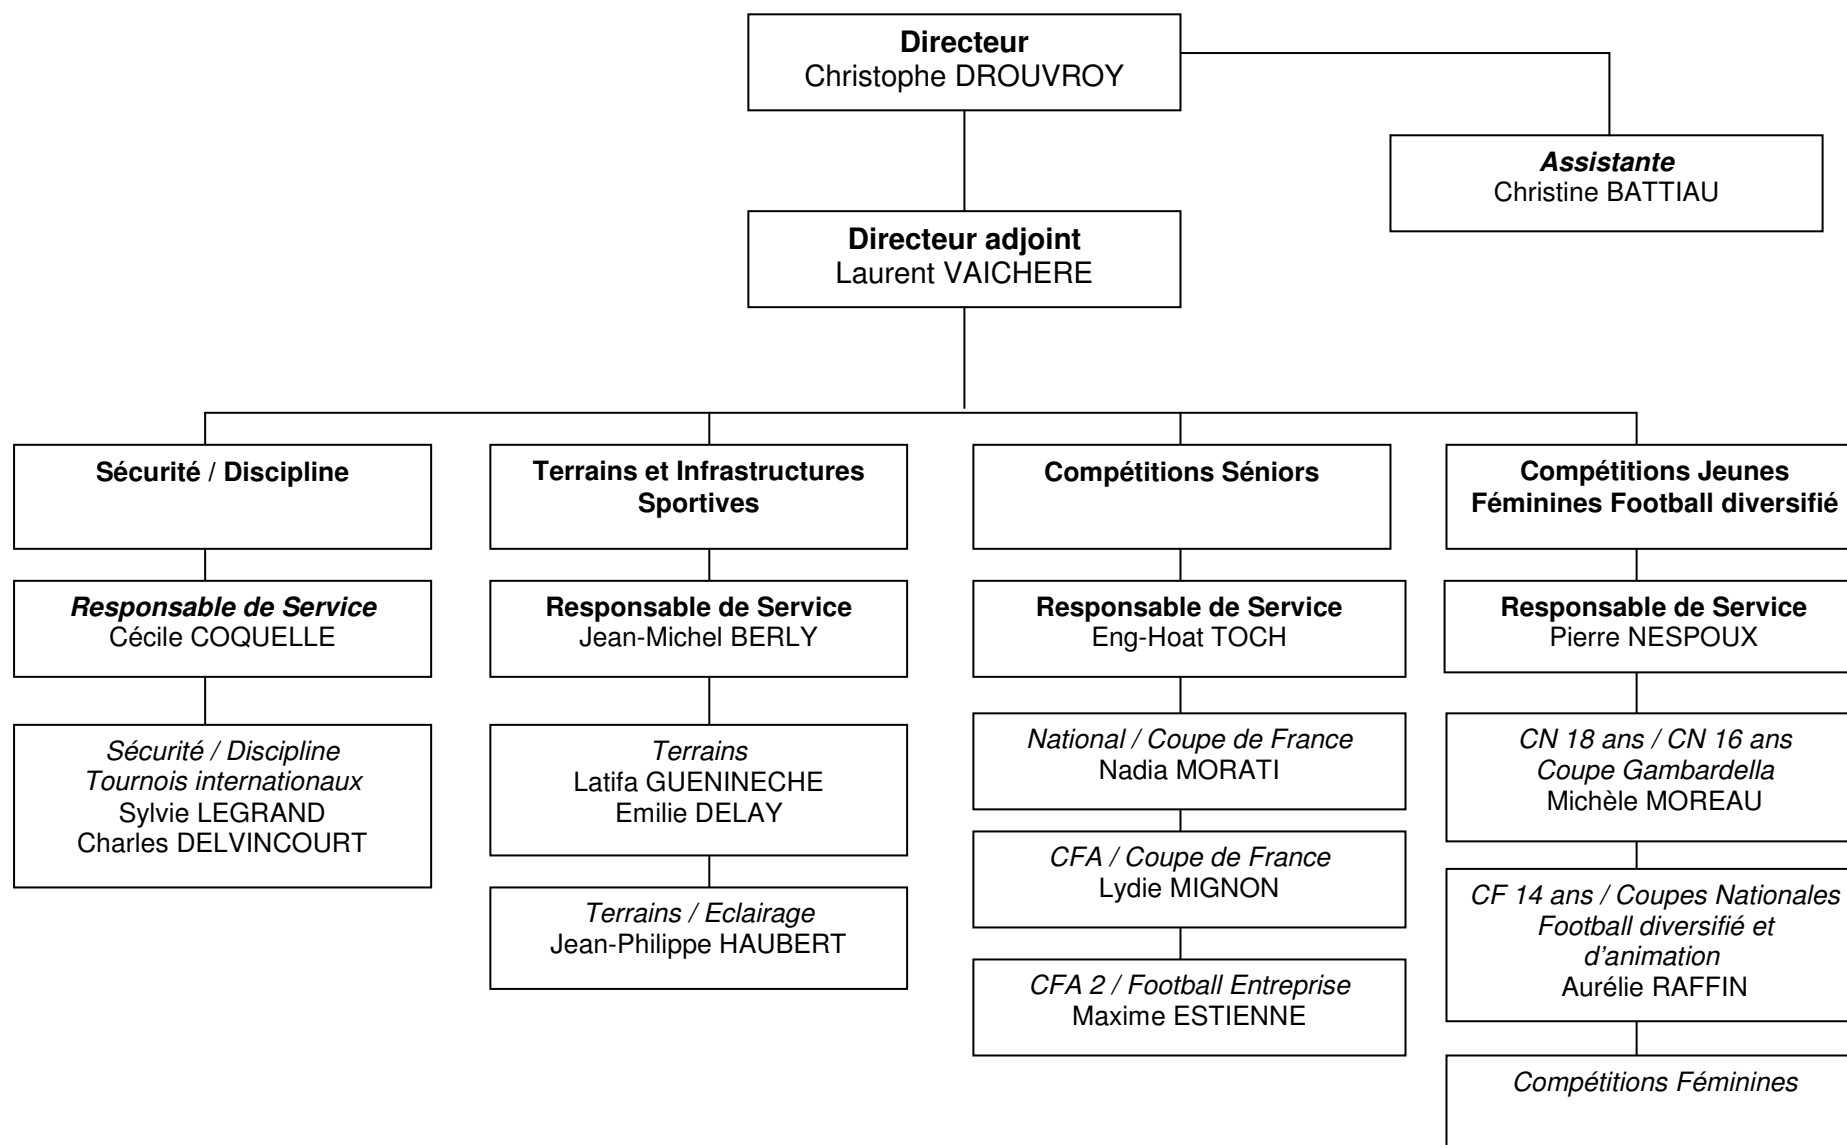 Directeur
Christophe DROUVROY
Assistante
Christine BATTIAU
Directeur adjoint
Laurent VAICHERE
Sécurité / Discipline
Responsable de Service
Cécile COQUELLE
Sécurité / Discipline
Tournois internationaux
Sylvie LEGRAND
Charles DELVINCOURT
Terrains et Infrastructures
Sportives
Responsable de Service
Jean-Michel BERLY
Terrains
Latifa GUENINECHE
Emilie DELAY
Terrains / Eclairage
Jean-Philippe HAUBERT
Compétitions Séniors
Responsable de Service
Eng-Hoat TOCH
National / Coupe de France
Nadia MORATI
CFA / Coupe de France
Lydie MIGNON
CFA 2 / Football Entreprise
Maxime ESTIENNE
Compétitions Jeunes
Féminines Football diversifié
Responsable de Service
Pierre NESPOUX
CN 18 ans / CN 16 ans
Coupe Gambardella
Michèle MOREAU
CF 14 ans / Coupes Nationales
Football diversifié et
d'animation
Aurélie RAFFIN
Compétitions Féminines